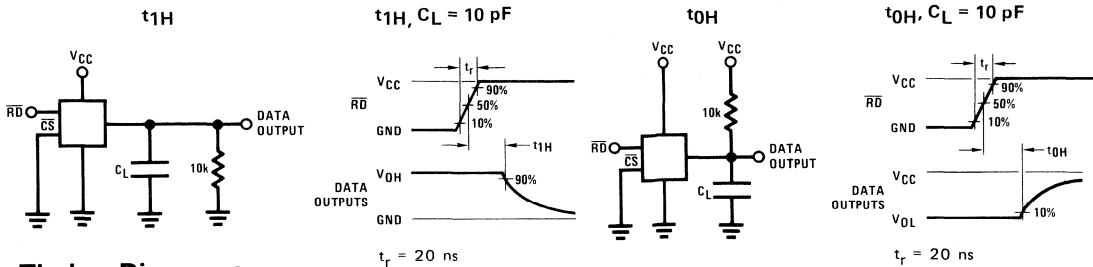 t1H
VCC
RD
CS
DATA
OUTPUT
CL
10k
t1H, CL = 10 pF
tr
VCC
90%
RD
50%
10%
GND
t1H
VOH
90%
DATA
OUTPUTS
GND
tr = 20 ns
t0H
VCC
VCC
10k
RD
CS
DATA
OUTPUT
CL
t0H, CL = 10 pF
tr
VCC
90%
RD
50%
10%
GND
t0H
VCC
DATA
OUTPUTS
10%
VOL
tr = 20 ns